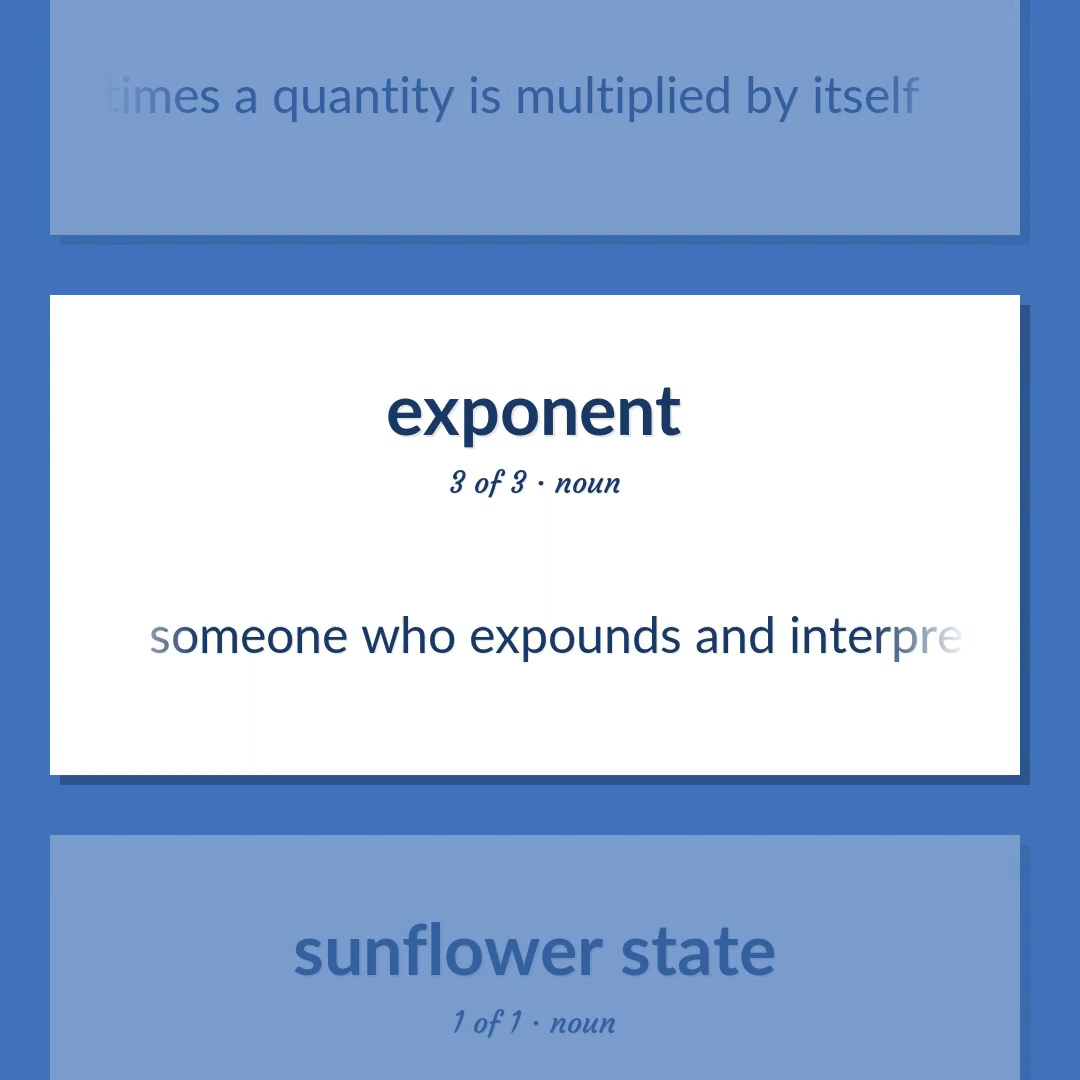 times a quantity is multiplied by itself
exponent
3 of 3 · noun
someone who expounds and interpre
sunflower state
1 of 1 · noun